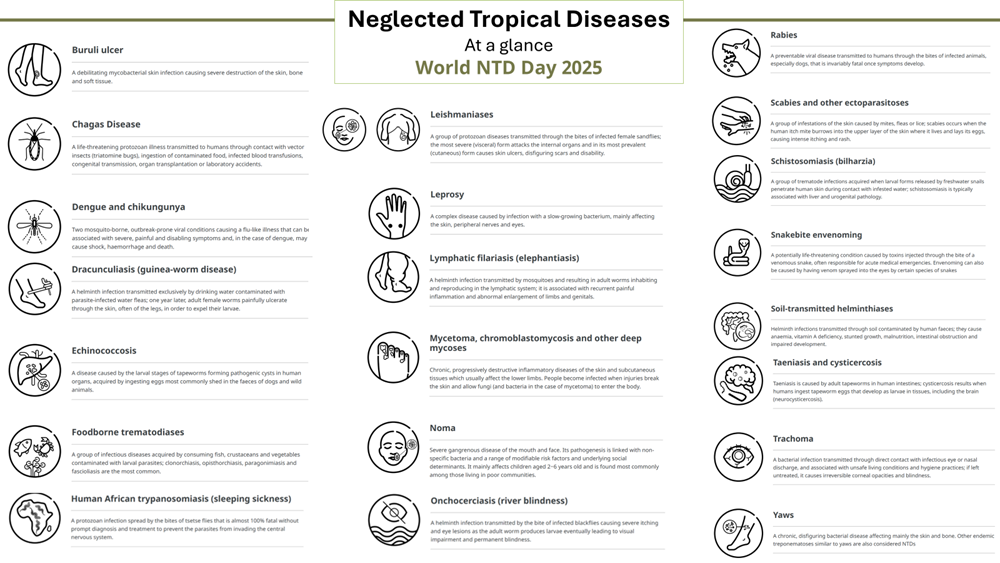 Neglected Tropical Diseases
At a glance
World NTD Day 2025
Buruli ulcer
A debilitating mycobacterial skin infection causing severe destruction of the skin, bone
and soft tissue.
Chagas Disease
A life-threatening protozoan illness transmitted to humans through contact with vector
insects (triatomine bugs), ingestion of contaminated food, infected blood transfusions,
congenital transmission, organ transplantation or laboratory accidents.
Dengue and chikungunya
Two mosquito-borne, outbreak-prone viral conditions causing a flu-like illness that can be
associated with severe, painful and disabling symptoms and, in the case of dengue, may
cause shock, haemorrhage and death.
Dracunculiasis (guinea-worm disease)
A helminth infection transmitted exclusively by drinking water contaminated with
parasite-infected water fleas; one year later, adult female worms painfully ulcerate
through the skin, often of the legs, in order to expel their larvae.
Echinococcosis
A disease caused by the larval stages of tapeworms forming pathogenic cysts in human
organs, acquired by ingesting eggs most commonly shed in the faeces of dogs and wild
animals.
Foodborne trematodiases
A group of infectious diseases acquired by consuming fish, crustaceans and vegetables
contaminated with larval parasites; clonorchiasis, opisthorchiasis, paragonimiasis and
fascioliasis are the most common.
Human African trypanosomiasis (sleeping sickness)
A protozoan infection spread by the bites of tsetse flies that is almost 100% fatal without
prompt diagnosis and treatment to prevent the parasites from invading the central
nervous system.
Leishmaniases
A group of protozoan diseases transmitted through the bites of infected female sandflies;
the most severe (visceral) form attacks the internal organs and in its most prevalent
(cutaneous) form causes skin ulcers, disfiguring scars and disability.
Leprosy
A complex disease caused by infection with a slow-growing bacterium, mainly affecting
the skin, peripheral nerves and eyes.
Lymphatic filariasis (elephantiasis)
A helminth infection transmitted by mosquitoes and resulting in adult worms inhabiting
and reproducing in the lymphatic system; it is associated with recurrent painful
inflammation and abnormal enlargement of limbs and genitals.
Mycetoma, chromoblastomycosis and other deep
mycoses
Chronic, progressively destructive inflammatory diseases of the skin and subcutaneous
tissues which usually affect the lower limbs. People become infected when injuries break
the skin and allow fungi (and bacteria in the case of mycetoma) to enter the body.
Noma
Severe gangrenous disease of the mouth and face. Its pathogenesis is linked with non-
specific bacteria and a range of modifiable risk factors and underlying social
determinants. It mainly affects children aged 2–6 years old and is found most commonly
among those living in poor communities.
Onchocerciasis (river blindness)
A helminth infection transmitted by the bite of infected blackflies causing severe itching
and eye lesions as the adult worm produces larvae eventually leading to visual
impairment and permanent blindness.
Rabies
A preventable viral disease transmitted to humans through the bites of infected animals,
especially dogs, that is invariably fatal once symptoms develop.
Scabies and other ectoparasitoses
A group of infestations of the skin caused by mites, fleas or lice; scabies occurs when the
human itch mite burrows into the upper layer of the skin where it lives and lays its eggs,
causing intense itching and rash.
Schistosomiasis (bilharzia)
A group of trematode infections acquired when larval forms released by freshwater snails
penetrate human skin during contact with infested water; schistosomiasis is typically
associated with liver and urogenital pathology.
Snakebite envenoming
A potentially life-threatening condition caused by toxins injected through the bite of a
venomous snake, often responsible for acute medical emergencies. Envenoming can also
be caused by having venom sprayed into the eyes by certain species of snakes
Soil-transmitted helminthiases
Helminth infections transmitted through soil contaminated by human faeces; they cause
anaemia, vitamin A deficiency, stunted growth, malnutrition, intestinal obstruction and
impaired development.
Taeniasis and cysticercosis
Taeniasis is caused by adult tapeworms in human intestines; cysticercosis results when
humans ingest tapeworm eggs that develop as larvae in tissues, including the brain
(neurocysticercosis).
Trachoma
A bacterial infection transmitted through direct contact with infectious eye or nasal
discharge, and associated with unsafe living conditions and hygiene practices; if left
untreated, it causes irreversible corneal opacities and blindness.
Yaws
A chronic, disfiguring bacterial disease affecting mainly the skin and bone. Other endemic
treponematoses similar to yaws are also considered NTDs